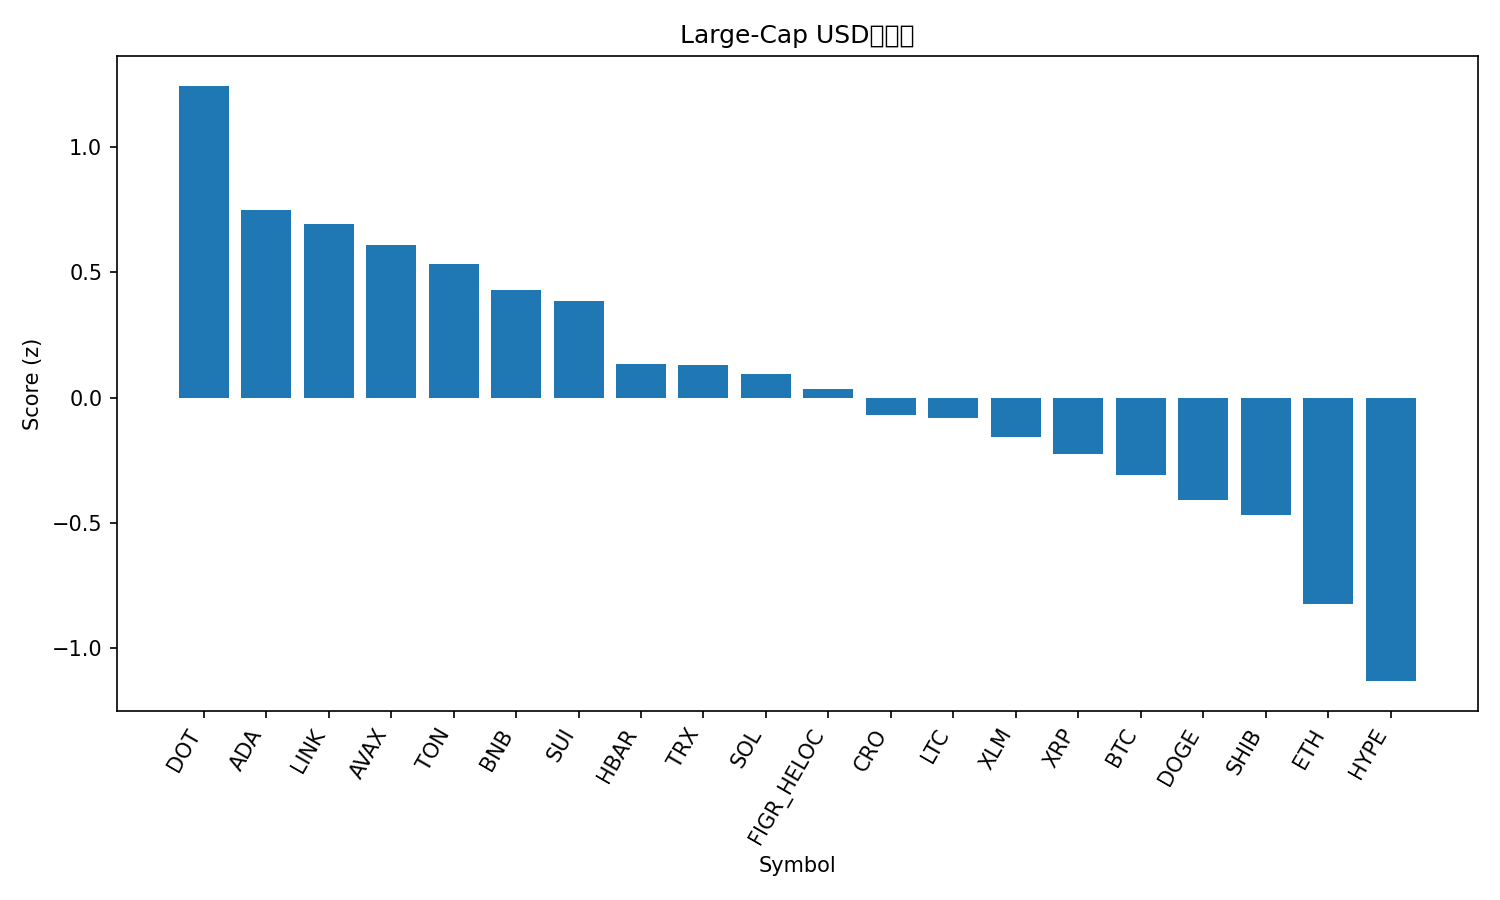 Large-Cap USD
1.0
0.5
0.0
−0.5
−1.0
Score (z)
DOT
ADA
LINK
AVAX
TON
BNB
SUI
HBAR
TRX
SOL
FIGR_HELOC
CRO
LTC
XLM
XRP
BTC
DOGE
SHIB
ETH
HYPE
Symbol